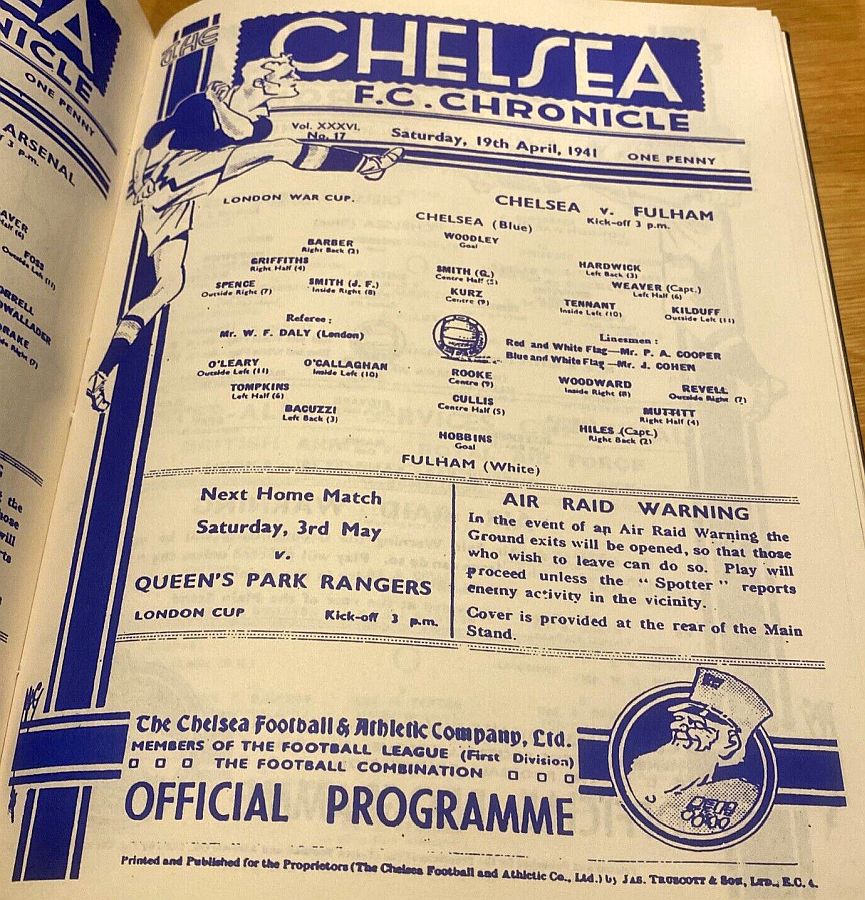 EA
NICLE
ONE PENNY
ARSENAL
3 p.m.
FOSS
Outside Left (11)
THE
CHELSEA
F.C. CHRONICLE
Vol. XXXVI.
No. 17
Saturday, 19th April, 1941
ONE PENNY
LONDON WAR CUP.
CHELSEA v. FULHAM
Kick-off 3 p.m.
CHELSEA (Blue)
WOODLEY
Goal
BARBER
Right Back (2)
HARDWICK
Left Back (3)
GRIFFITHS
Right Half (4)
SMITH (G.)
Centre Half (5)
WEAVER (Capt.)
Left Half (6)
SPENCE
Outside Right (7)
SMITH (J. F.)
Inside Right (8)
KURZ
Centre (9)
TENNANT
Inside Left (10)
KILDUFF
Outside Left (11)
Referee :
Mr. W. F. DALY (London)
Linesmen :
Red and White Flag—Mr. P. A. COOPER
Blue and White Flag—Mr. J. COHEN
O'LEARY
Outside Left (11)
O'CALLAGHAN
Inside Left (10)
ROOKE
Centre (9)
WOODWARD
Inside Right (8)
REVELL
Outside Right (7)
TOMPKINS
Left Half (6)
CULLIS
Centre Half (5)
MUTTITT
Right Half (4)
BACUZZI
Left Back (3)
HILES (Capt.)
Right Back (2)
HOBBINS
Goal
FULHAM (White)
Next Home Match
Saturday, 3rd May
v.
QUEEN'S PARK RANGERS
LONDON CUP Kick-off 3 p.m.
AIR RAID WARNING
In the event of an Air Raid Warning the
Ground exits will be opened, so that those
who wish to leave can do so. Play will
proceed unless the "Spotter" reports
enemy activity in the vicinity.
Cover is provided at the rear of the Main
Stand.
The Chelsea Football & Athletic Company, Ltd.
MEMBERS OF THE FOOTBALL LEAGUE (First Division)
THE FOOTBALL COMBINATION
OFFICIAL PROGRAMME
Printed and Published for the Proprietors (The Chelsea Football and Athletic Co., Ltd.) by JAS. TRUSCOTT & SON, LTD., E.C. 4.